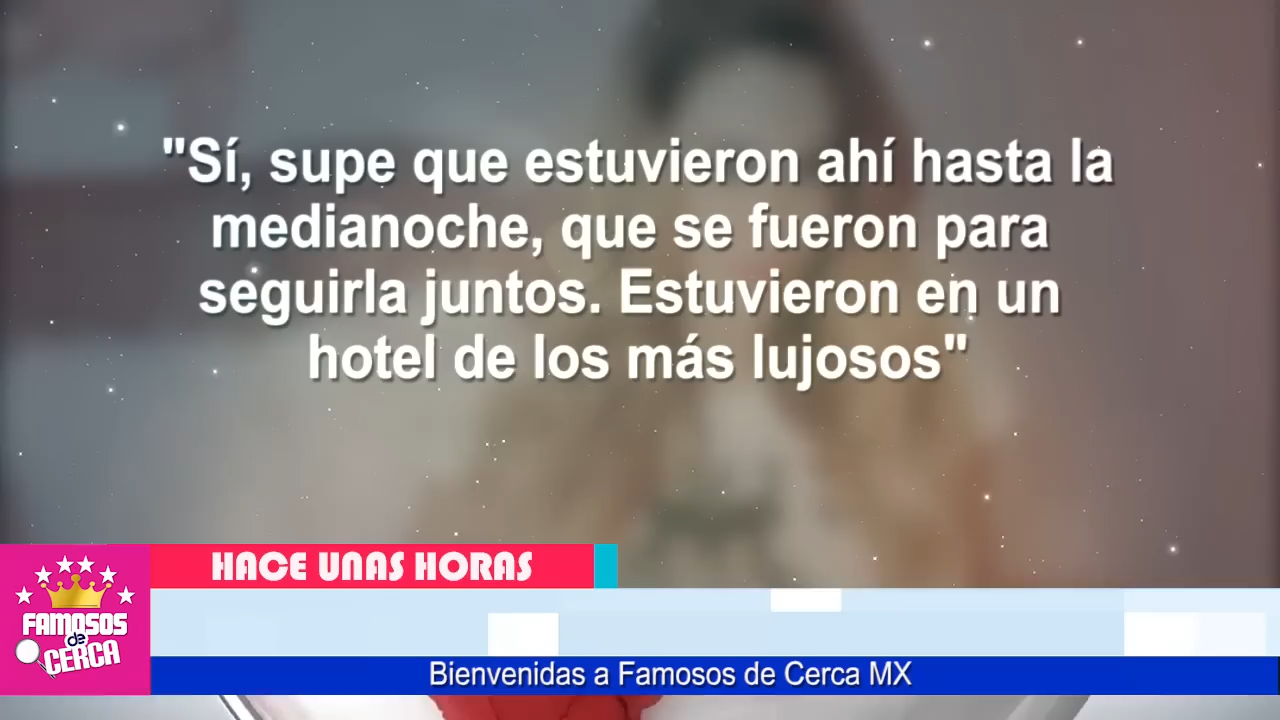 "Sí, supe que estuvieron ahí hasta la
medianoche, que se fueron para
seguirla juntos. Estuvieron en un
hotel de los más lujosos"
HACE UNAS HORAS
FAMOSOS
de
CERCA
Bienvenidas a Famosos de Cerca MX